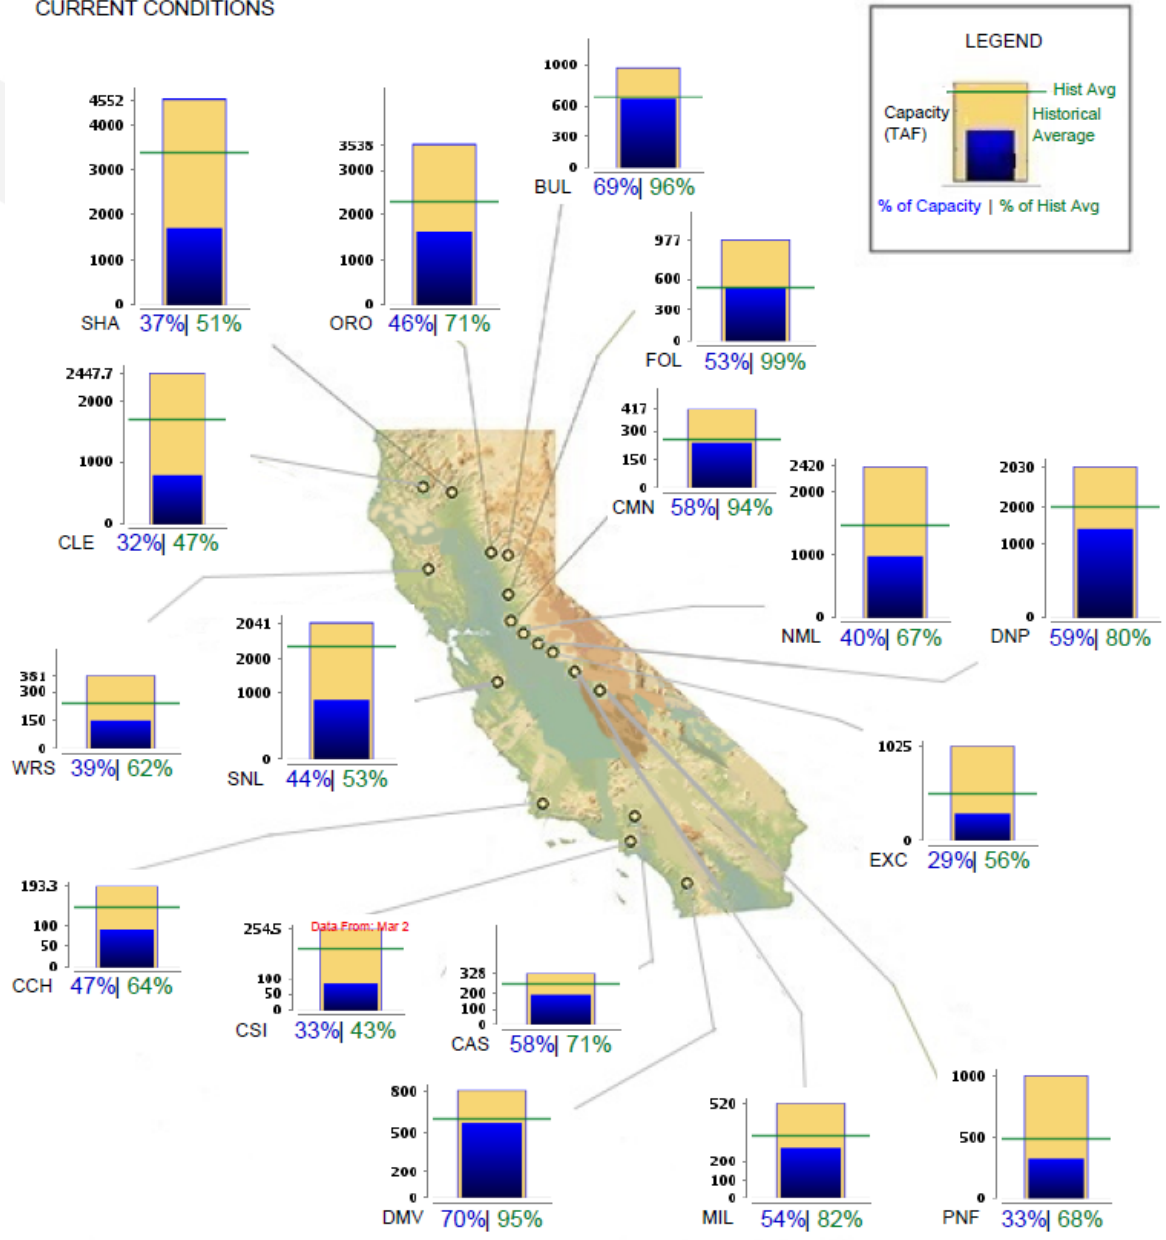 CURRENT CONDITIONS
LEGEND
Hist Avg
Capacity
(TAF)
Historical
Average
% of Capacity | % of Hist Avg
4552
4000
3000
2000
1000
0
SHA 37%| 51%
3538
3000
2000
1000
0
ORO 46%| 71%
1000
600
300
0
BUL 69%| 96%
977
600
300
0
FOL 53%| 99%
2447.7
2000
1000
0
CLE 32%| 47%
417
300
150
0
CMN 58%| 94%
2420
2000
1000
0
NML 40%| 67%
2030
2000
1000
0
DNP 59%| 80%
381
300
150
0
WRS 39%| 62%
2041
2000
1000
0
SNL 44%| 53%
1025
0
EXC 29%| 56%
193.3
100
50
0
CCH 47%| 64%
Data From: Mar 2
254.5
100
50
0
CSI 33%| 43%
328
200
100
0
CAS 58%| 71%
800
500
200
0
DMV 70%| 95%
520
200
100
0
MIL 54%| 82%
1000
500
0
PNF 33%| 68%